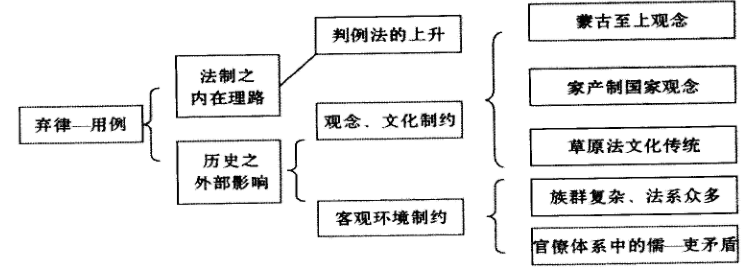 弃律—用例
法制之
内在理路
历史之
外部影响
判例法的上升
观念、文化制约
客观环境制约
蒙古至上观念
家产制国家观念
草原法文化传统
族群复杂、法系众多
官僚体系中的儒—吏矛盾